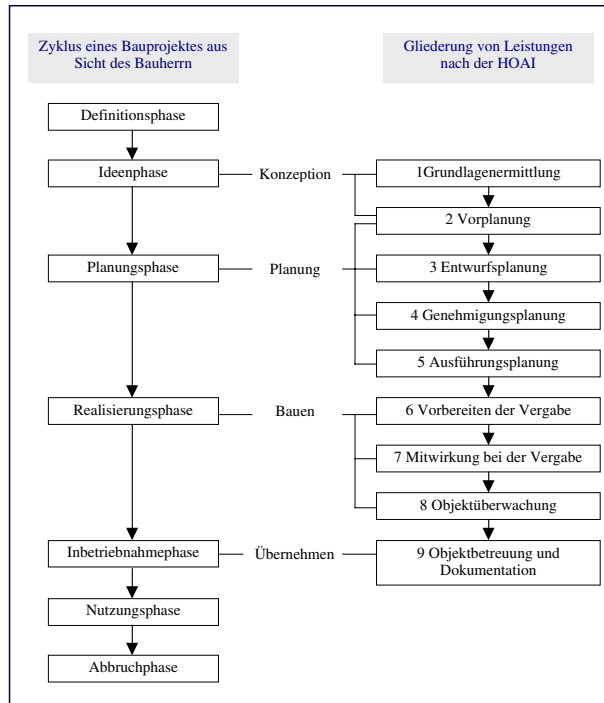 Zyklus eines Bauprojektes aus
Sicht des Bauherrn
Gliederung von Leistungen
nach der HOAI
Definitionsphase
Ideenphase
Konzeption
1Grundlagenermittlung
2 Vorplanung
Planungsphase
Planung
3 Entwurfsplanung
4 Genehmigungsplanung
5 Ausführungsplanung
Realisierungsphase
Bauen
6 Vorbereiten der Vergabe
7 Mitwirkung bei der Vergabe
8 Objektüberwachung
Inbetriebnahmephase
Übernehmen
9 Objektbetreuung und
Dokumentation
Nutzungsphase
Abbruchphase